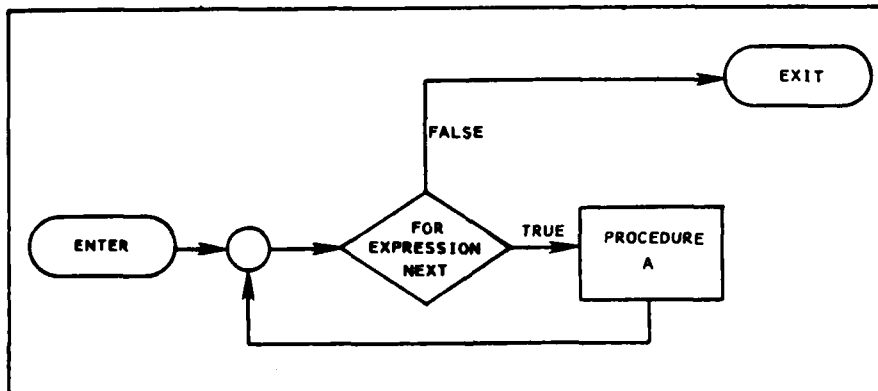 EXIT
FALSE
ENTER
FOR
EXPRESSION
NEXT
TRUE
PROCEDURE
A